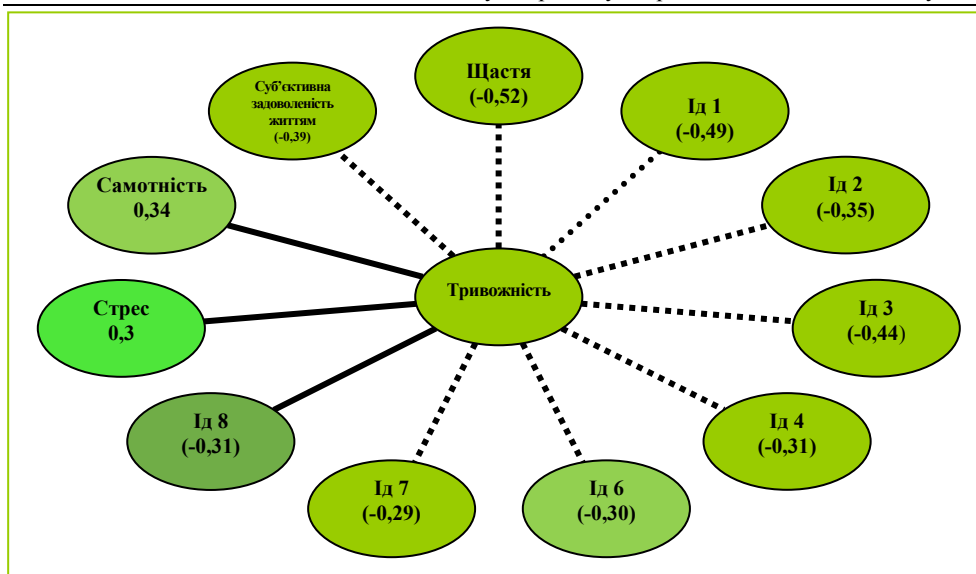 Щастя
(-0,52)
Суб'єктивна
задоволеність
життям
(-0,39)
Ід 1
(-0,49)
Самотність
0,34
Ід 2
(-0,35)
Тривожність
Стрес
0,3
Ід 3
(-0,44)
Ід 8
(-0,31)
Ід 4
(-0,31)
Ід 7
(-0,29)
Ід 6
(-0,30)